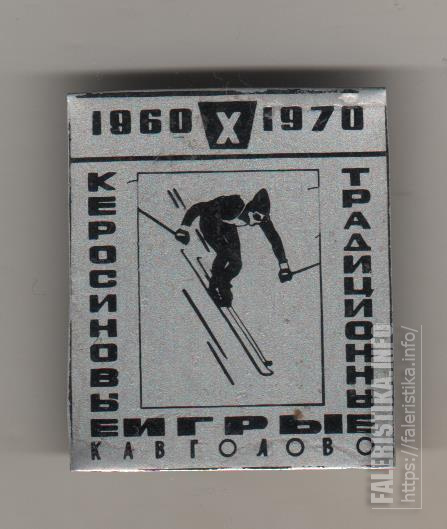 1960 X 1970
КЕРОСИНОВЫЕ
ТРАДИЦИОННЫЕ
ИГРЫ
КАВГОЛОВО
FALERISTIKA.INFO
https://faleristika.info/